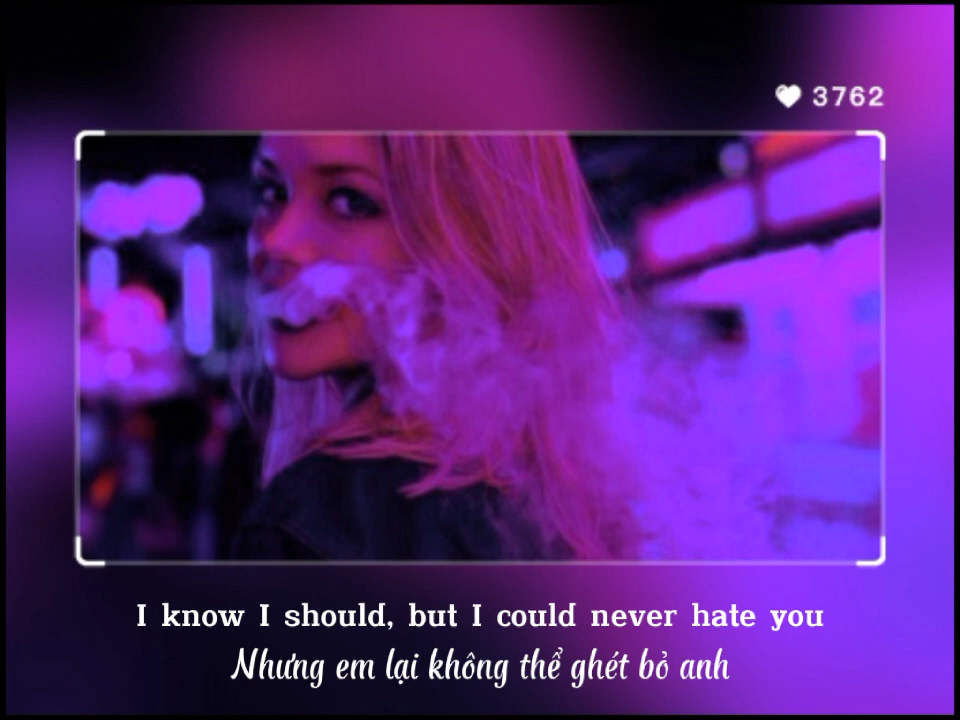 3762
I know I should, but I could never hate you
Nhưng em lại không thể ghét bỏ anh